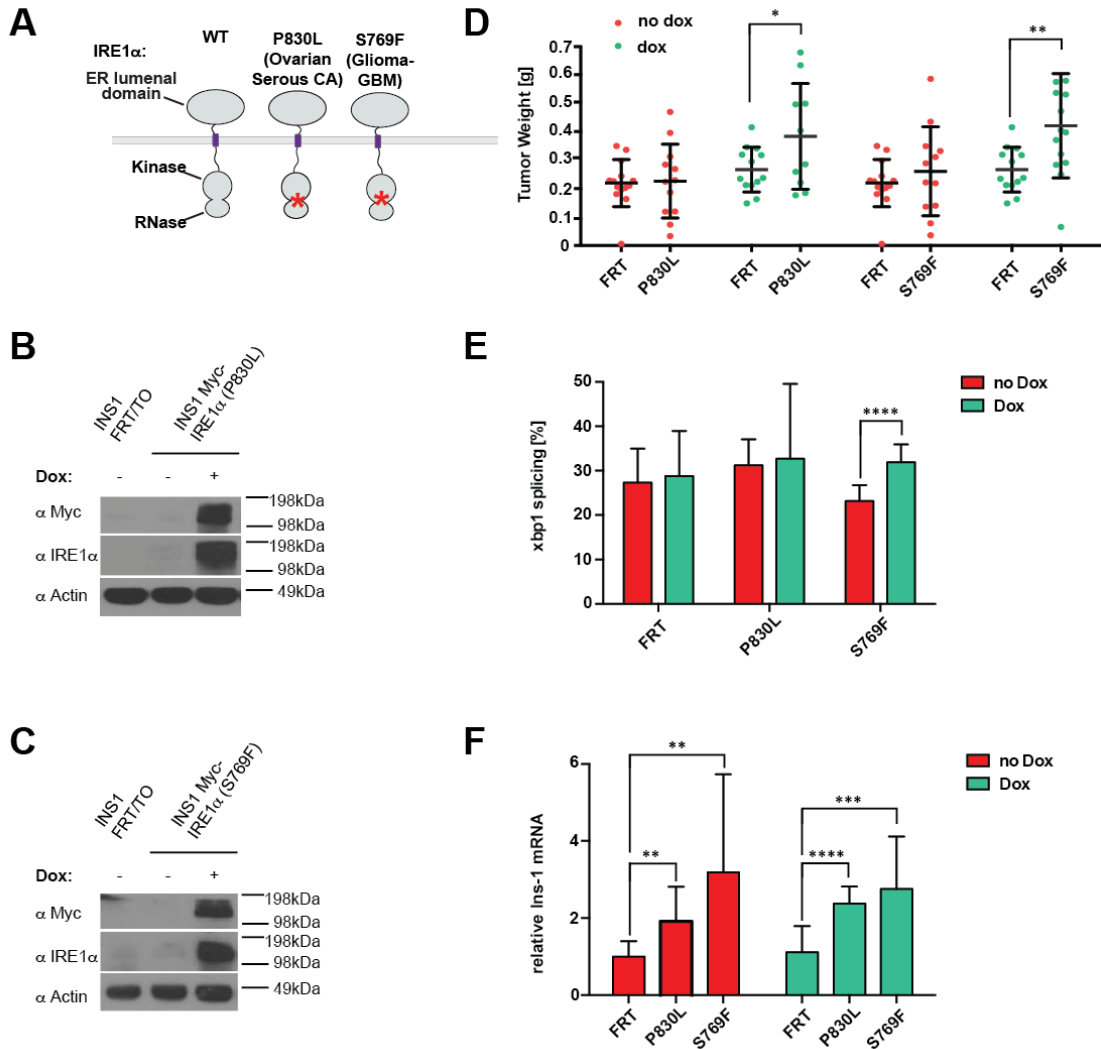 A
IRE1α:
WT
P830L
(Ovarian
Serous CA)
S769F
(Glioma-
GBM)
ER lumenal
domain
Kinase
RNase
*
*
B
INS1
FRT/TO
INS1 Myc-
IRE1α (P830L)
Dox: - - +
α Myc
198kDa
98kDa
α IRE1α
198kDa
98kDa
α Actin
49kDa
C
INS1
FRT/TO
INS1 Myc-
IRE1α (S769F)
Dox: - - +
α Myc
198kDa
98kDa
α IRE1α
198kDa
98kDa
α Actin
49kDa
D
no dox
dox
*
**
Tumor Weight [g]
0.7
0.6
0.5
0.4
0.3
0.2
0.1
0
FRT P830L FRT P830L FRT S769F FRT S769F
E
no Dox
Dox
xbp1 splicing [%]
50
40
30
20
10
0
****
FRT P830L S769F
F
no Dox
Dox
relative Ins-1 mRNA
6
4
2
0
**
**
***
****
FRT P830L S769F FRT P830L S769F